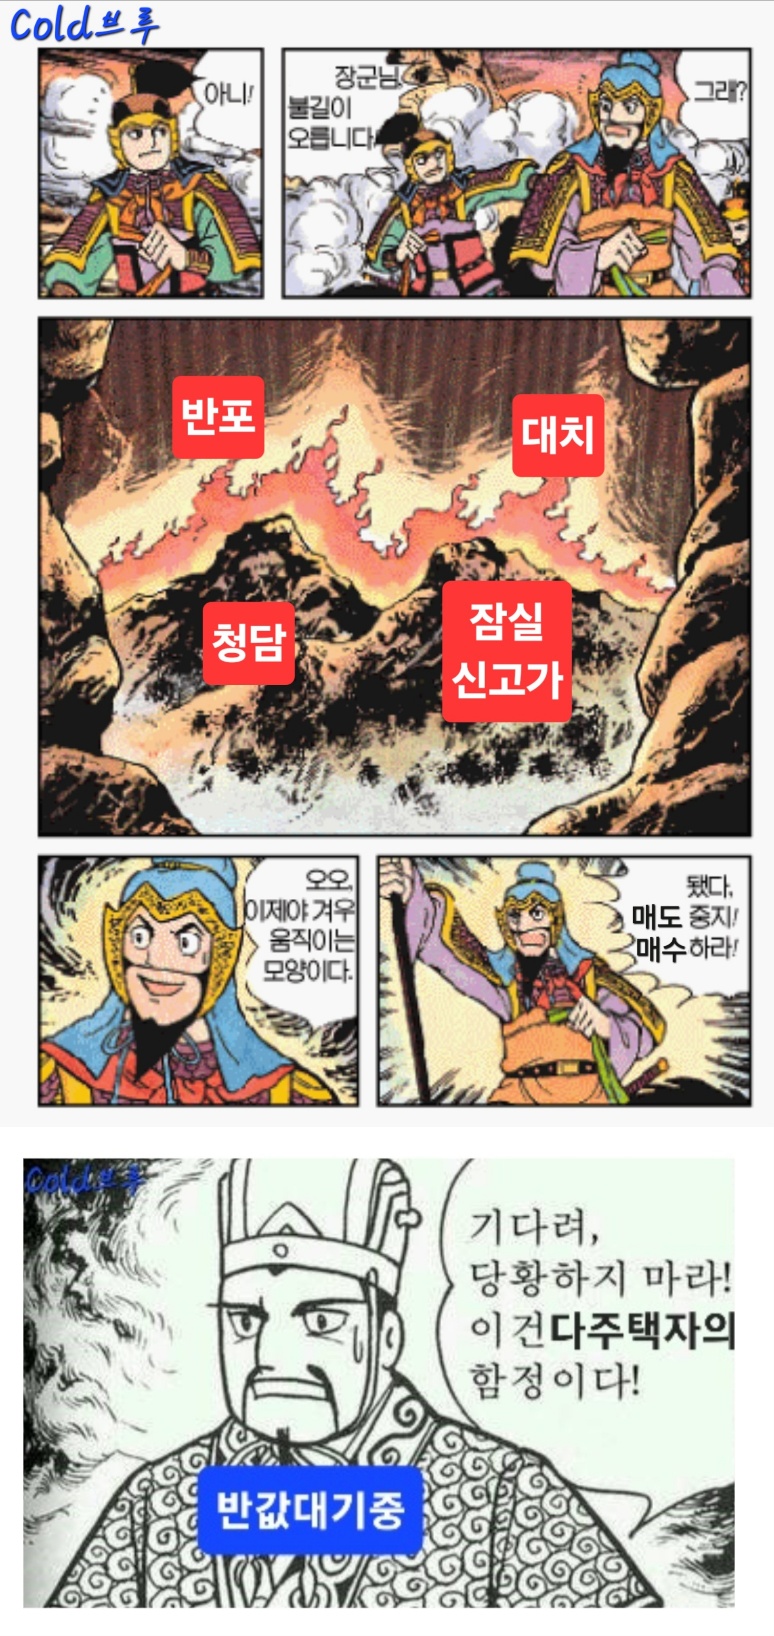 Cold브루
아니!
장군님,
불길이
오릅니다
그래?
반포
대치
청담
잠실
신고가
오오,
이제야 겨우
움직이는
모양이다.
됐다,
매도 중지!
매수하라!
Cold브루
기다려,
당황하지 마라!
이건다주택자의
함정이다!
반값대기중